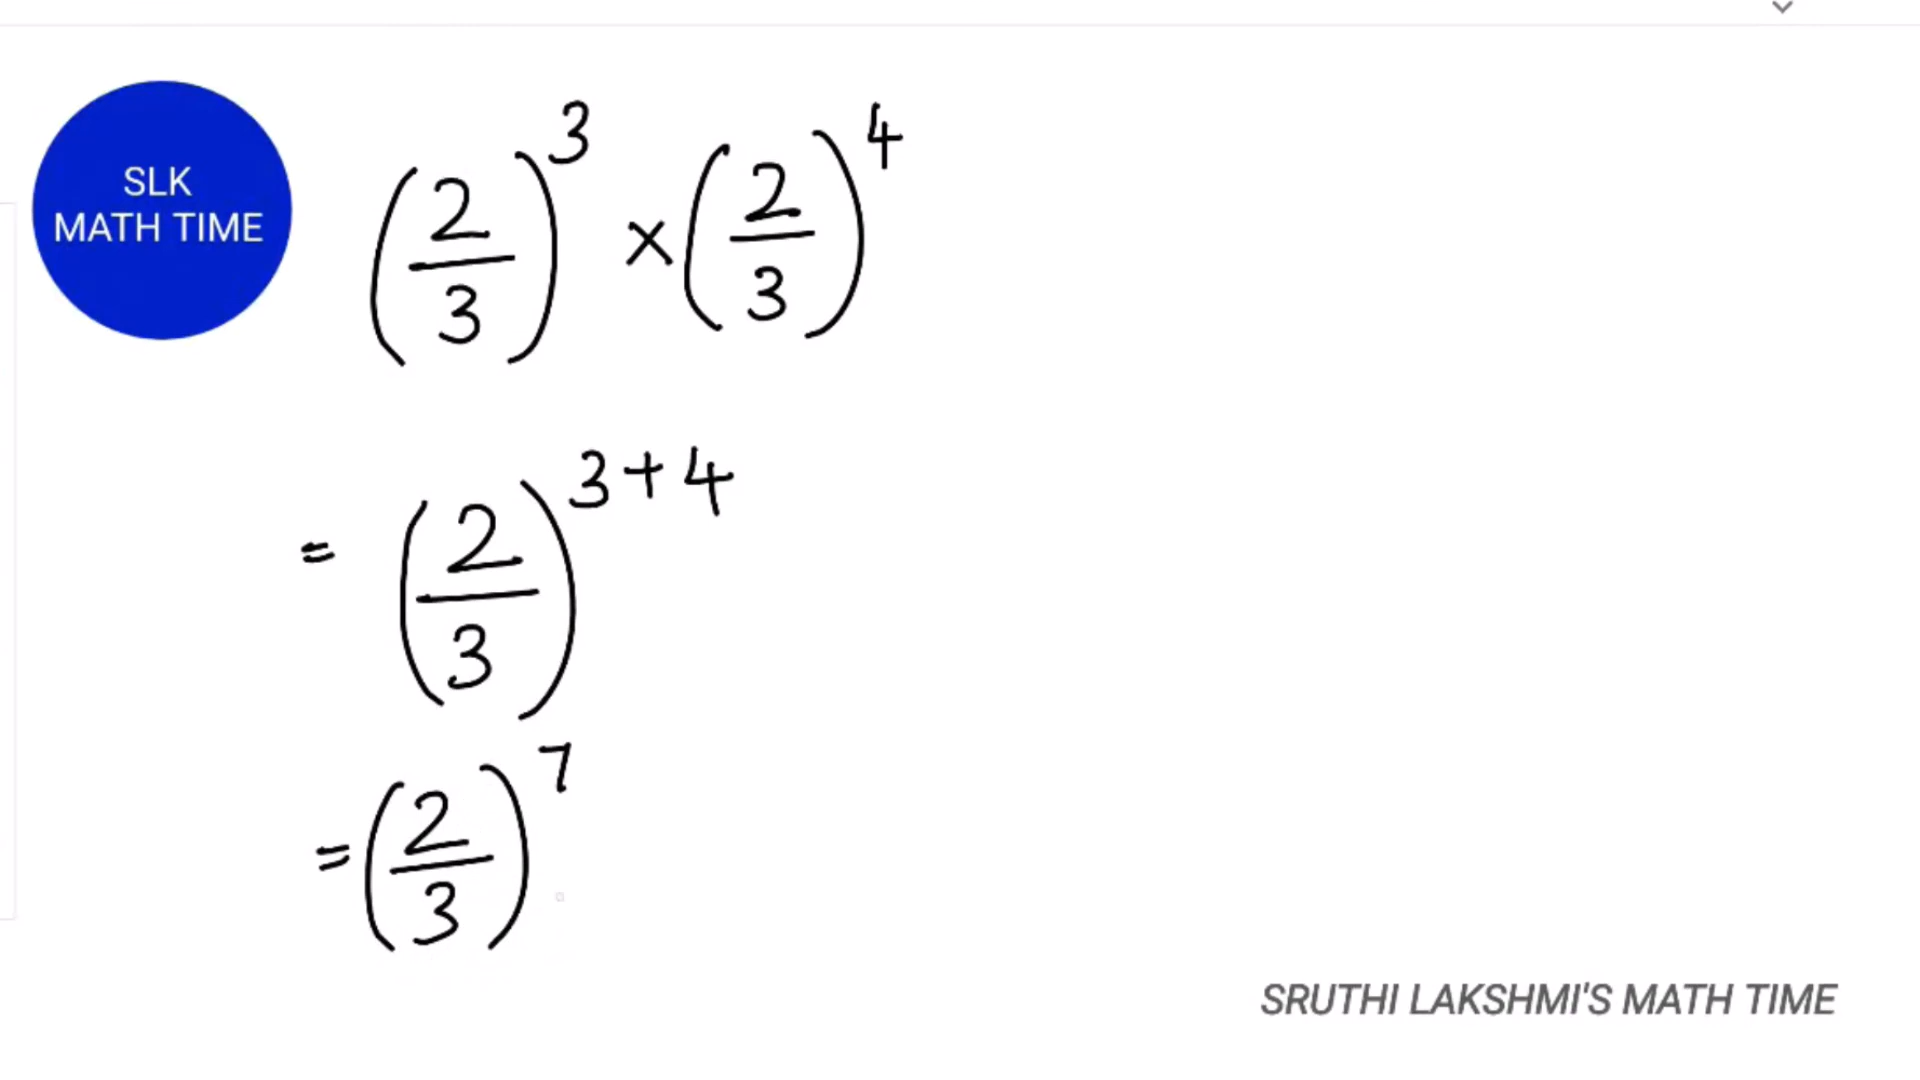 SLK
MATH TIME
(2/3)^3 × (2/3)^4
= (2/3)^{3+4}
= (2/3)^7
SRUTHI LAKSHMI'S MATH TIME